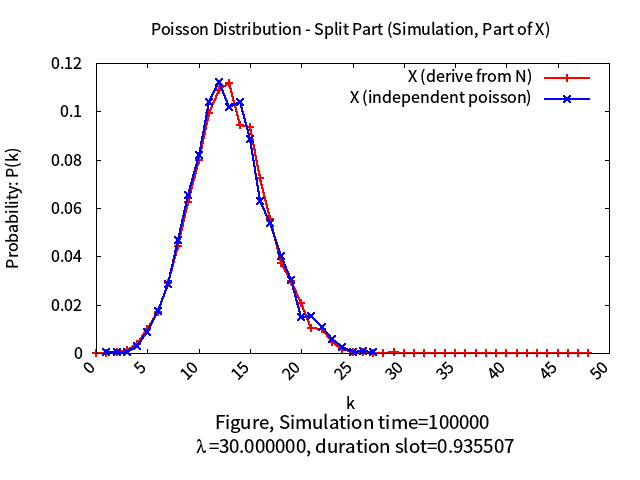 Poisson Distribution - Split Part (Simulation, Part of X)
X (derive from N)
X (independent poisson)
Probability: P(k)
0.12
0.1
0.08
0.06
0.04
0.02
0
0 5 10 15 20 25 30 35 40 45 50
k
Figure, Simulation time=100000
λ=30.000000, duration slot=0.935507